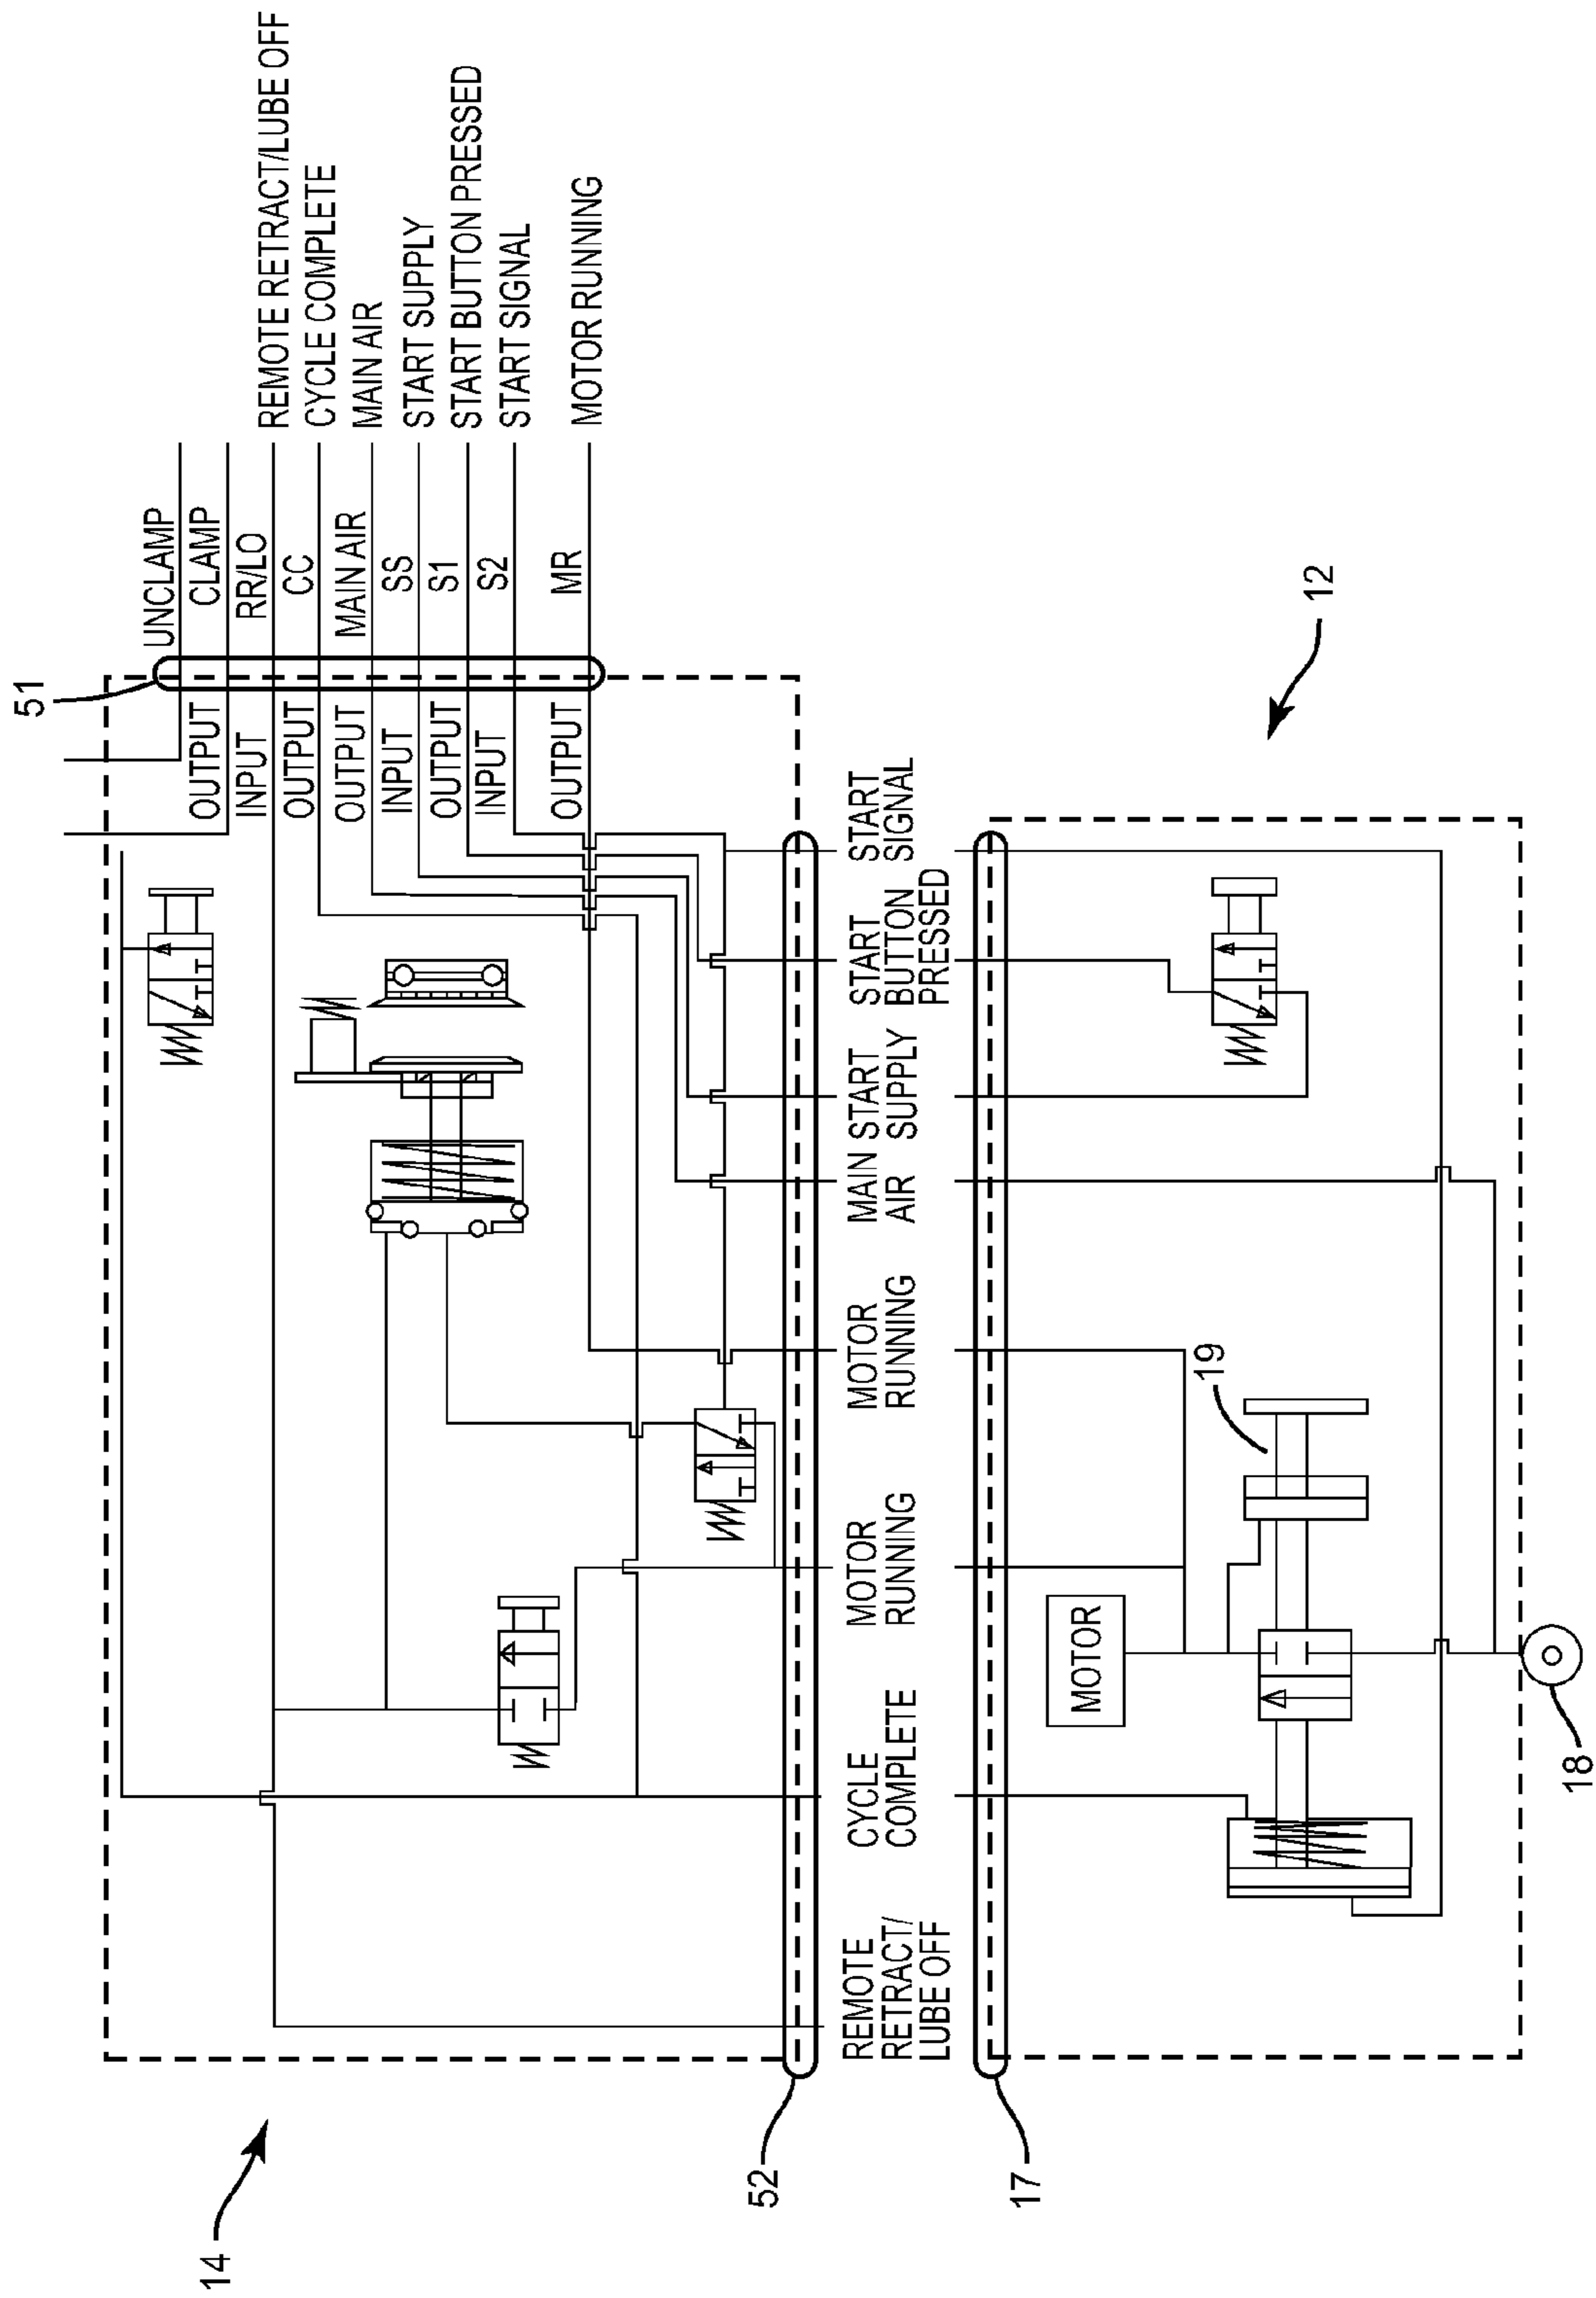 14
51
UNCLAMP
OUTPUT
CLAMP
INPUT
RR/LO
REMOTE RETRACT/LUBE OFF
OUTPUT
CC
CYCLE COMPLETE
OUTPUT
MAIN AIR
MAIN AIR
INPUT
SS
START SUPPLY
OUTPUT
S1
START BUTTON PRESSED
INPUT
S2
START SIGNAL
OUTPUT
MR
MOTOR RUNNING
52
REMOTE
RETRACT/
LUBE OFF
CYCLE
COMPLETE
MOTOR
RUNNING
MOTOR
RUNNING
MAIN
AIR
START
SUPPLY
START
BUTTON
PRESSED
START
SIGNAL
17
12
MOTOR
19
18